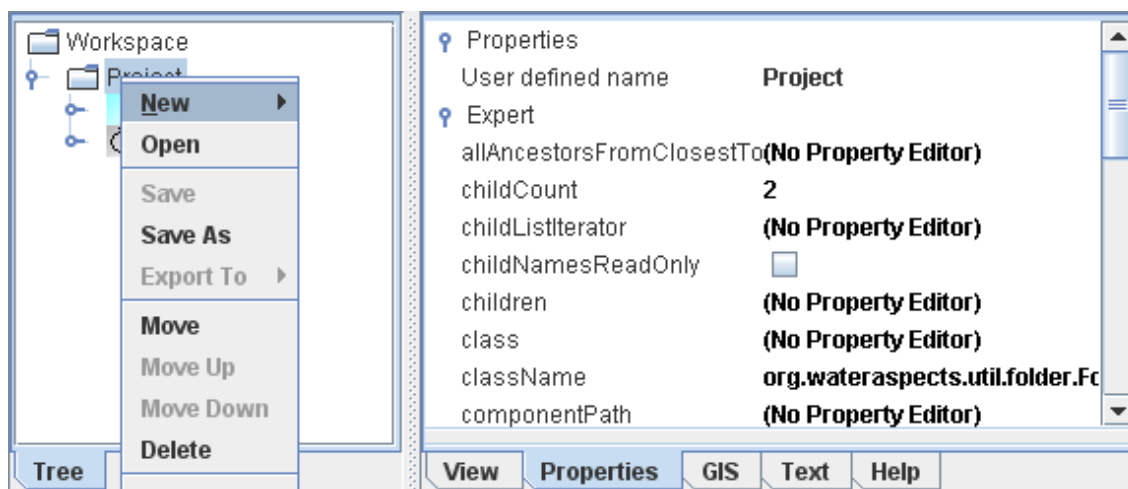 Workspace
Project
New
Open
Save
Save As
Export To
Move
Move Up
Move Down
Delete
Tree
Properties
User defined name Project
Expert
allAncestorsFromClosestTo(No Property Editor)
childCount 2
childListIterator (No Property Editor)
childNamesReadOnly
children (No Property Editor)
class (No Property Editor)
className org.wateraspects.util.folder.Fo
componentPath (No Property Editor)
View Properties GIS Text Help